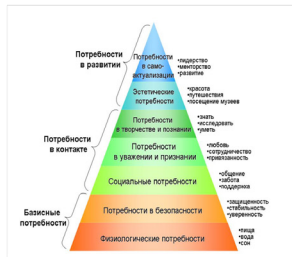 Потребности
в развитии
Потребности
в само-
актуализации
•лидерство
•менторство
•развитие
Эстетические
потребности
•красота
•путешествия
•посещение музеев
Потребности
в контакте
Потребности
в творчестве и познании
•знать
•исследовать
•уметь
Потребности
в уважении и признании
•любовь
•сотрудничество
•привязанность
Социальные потребности
•общение
•забота
•поддержка
Базисные
потребности
Потребности в безопасности
•защищенность
•стабильность
•уверенность
Физиологические потребности
•пища
•вода
•сон